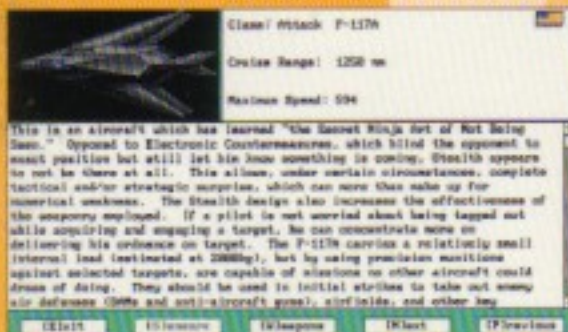 Class: Attack F-117A
Cruise Range: 1250 nm
Maximum Speed: 594
This is an aircraft which has learned "the Secret Ninja Art of Not Being
Seen." Opposed to Electronic Countermeasures, which blind the opponent to
exact position but still let him know something is coming, Stealth appears
to not be there at all. This allows, under certain circumstances, complete
tactical and/or strategic surprise, which can more than make up for
numerical weakness. The Stealth design also increases the effectiveness of
the weaponry employed. If a pilot is not worried about being tagged out
while acquiring and engaging a target, he can concentrate more on
delivering his ordnance on target. The F-117A carries a relatively small
internal load (estimated at 2000kg), but by using precision munitions
against selected targets, are capable of missions no other aircraft could
dream of doing. They should be used in initial strikes to take out enemy
air defenses (SAMs and anti-aircraft guns), airfields, and other key
(E)xit (S)ensors (W)eapons (N)ext (P)revious